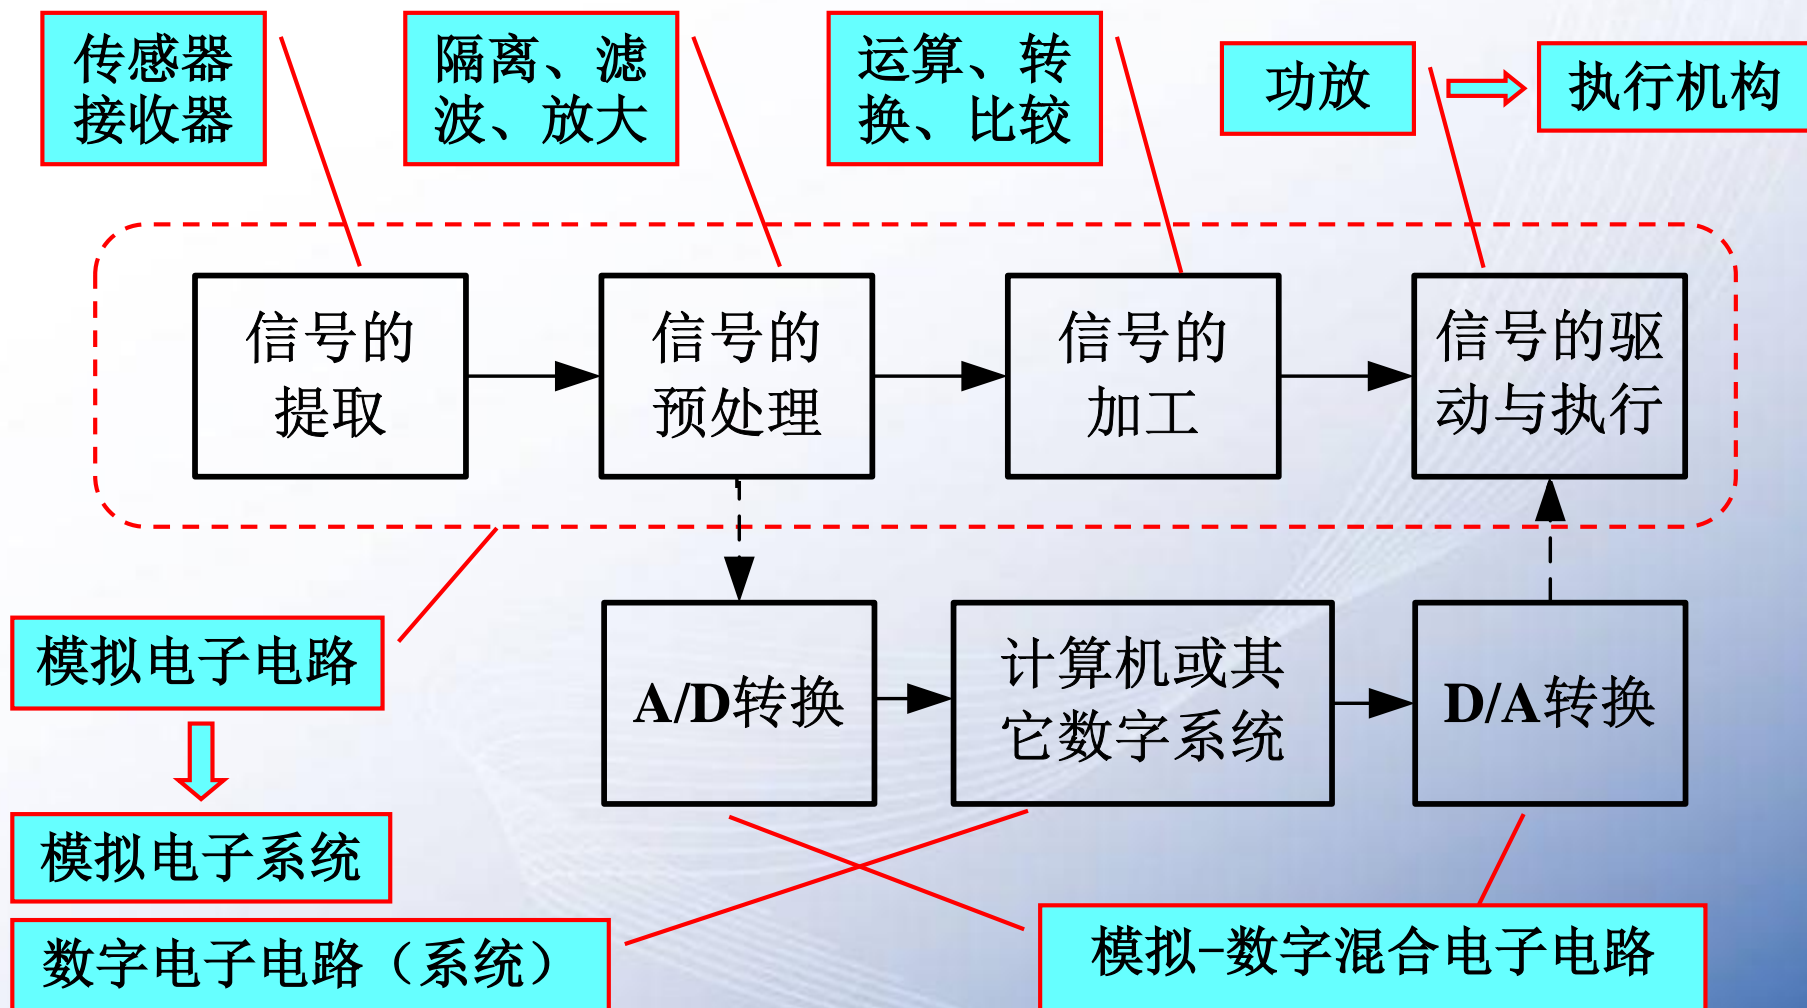 传感器
接收器
隔离、滤
波、放大
运算、转
换、比较
功放
执行机构
信号的
提取
信号的
预处理
信号的
加工
信号的驱
动与执行
模拟电子电路
A/D转换
计算机或其
它数字系统
D/A转换
模拟电子系统
数字电子电路（系统）
模拟-数字混合电子电路